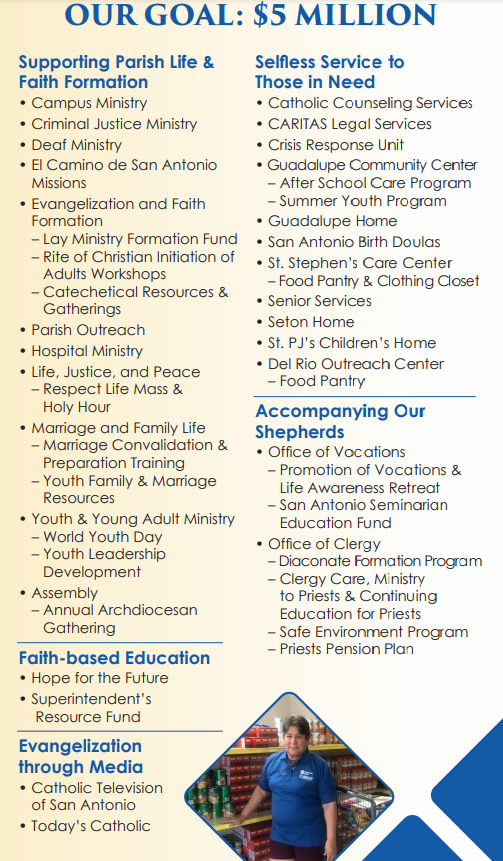 OUR GOAL: $5 MILLION
Supporting Parish Life &
Faith Formation
• Campus Ministry
• Criminal Justice Ministry
• Deaf Ministry
• El Camino de San Antonio
Missions
• Evangelization and Faith
Formation
– Lay Ministry Formation Fund
– Rite of Christian Initiation of
Adults Workshops
– Catechetical Resources &
Gatherings
• Parish Outreach
• Hospital Ministry
• Life, Justice, and Peace
– Respect Life Mass &
Holy Hour
• Marriage and Family Life
– Marriage Convalidation &
Preparation Training
– Youth Family & Marriage
Resources
• Youth & Young Adult Ministry
– World Youth Day
– Youth Leadership
Development
• Assembly
– Annual Archdiocesan
Gathering
Faith-based Education
• Hope for the Future
• Superintendent's
Resource Fund
Evangelization
through Media
• Catholic Television
of San Antonio
• Today's Catholic
Selfless Service to
Those in Need
• Catholic Counseling Services
• CARITAS Legal Services
• Crisis Response Unit
• Guadalupe Community Center
– After School Care Program
– Summer Youth Program
• Guadalupe Home
• San Antonio Birth Doulas
• St. Stephen's Care Center
– Food Pantry & Clothing Closet
• Senior Services
• Seton Home
• St. PJ's Children's Home
• Del Rio Outreach Center
– Food Pantry
Accompanying Our
Shepherds
• Office of Vocations
– Promotion of Vocations &
Life Awareness Retreat
– San Antonio Seminarian
Education Fund
• Office of Clergy
– Diaconate Formation Program
– Clergy Care, Ministry
to Priests & Continuing
Education for Priests
– Safe Environment Program
– Priests Pension Plan